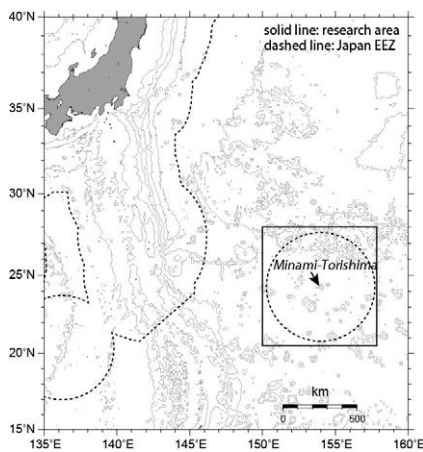 40°N
solid line: research area
dashed line: Japan EEZ
35°N
30°N
Minami-Torishima
25°N
20°N
km
0 500
15°N
135°E 140°E 145°E 150°E 155°E 160°E